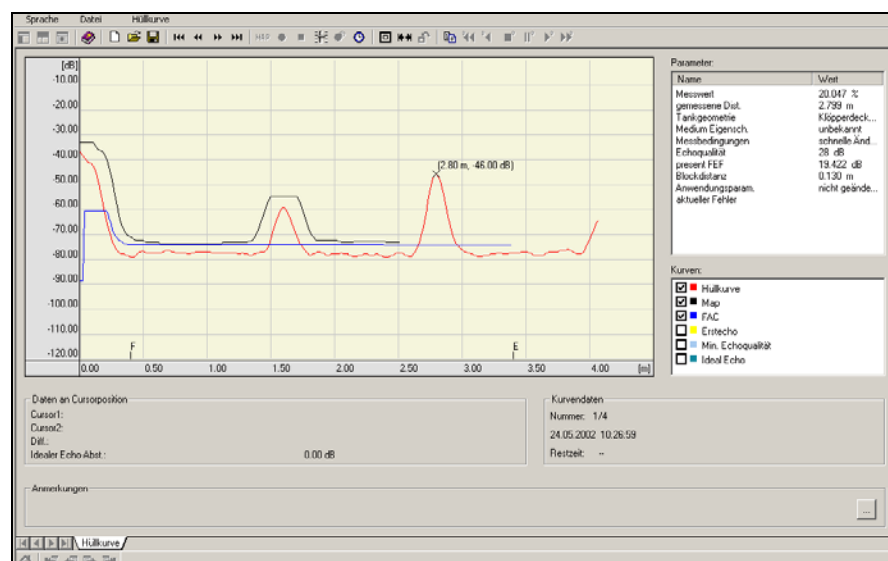 Sprache Datei Hüllkurve
[dB]
-10.00
-20.00
-30.00
-40.00
-50.00
-60.00
-70.00
-80.00
-90.00
-100.00
-110.00
-120.00
(2.80 m, -46.00 dB)
F E
0.00 0.50 1.00 1.50 2.00 2.50 3.00 3.50 4.00 [m]
Parameter:
Name Wert
Messwert 20.047 %
gemessene Dist. 2.799 m
Tankgeometrie Klöpperdeck...
Medium Eigensch. unbekannt
Messbedingungen schnelle Änd...
Echoqualität 28 dB
present FEF 19.422 dB
Blockdistanz 0.130 m
Anwendungsparam. nicht geände...
aktueller Fehler
Kurven:
Hüllkurve
Map
FAC
Erstecho
Min. Echoqualität
Ideal Echo
Daten an Cursorposition
Cursor1:
Cursor2:
Diff.:
Idealer Echo Abst.: 0.00 dB
Kurvendaten
Nummer: 1/4
24.05.2002 10:26:59
Restzeit: --
Anmerkungen
...
Hüllkurve